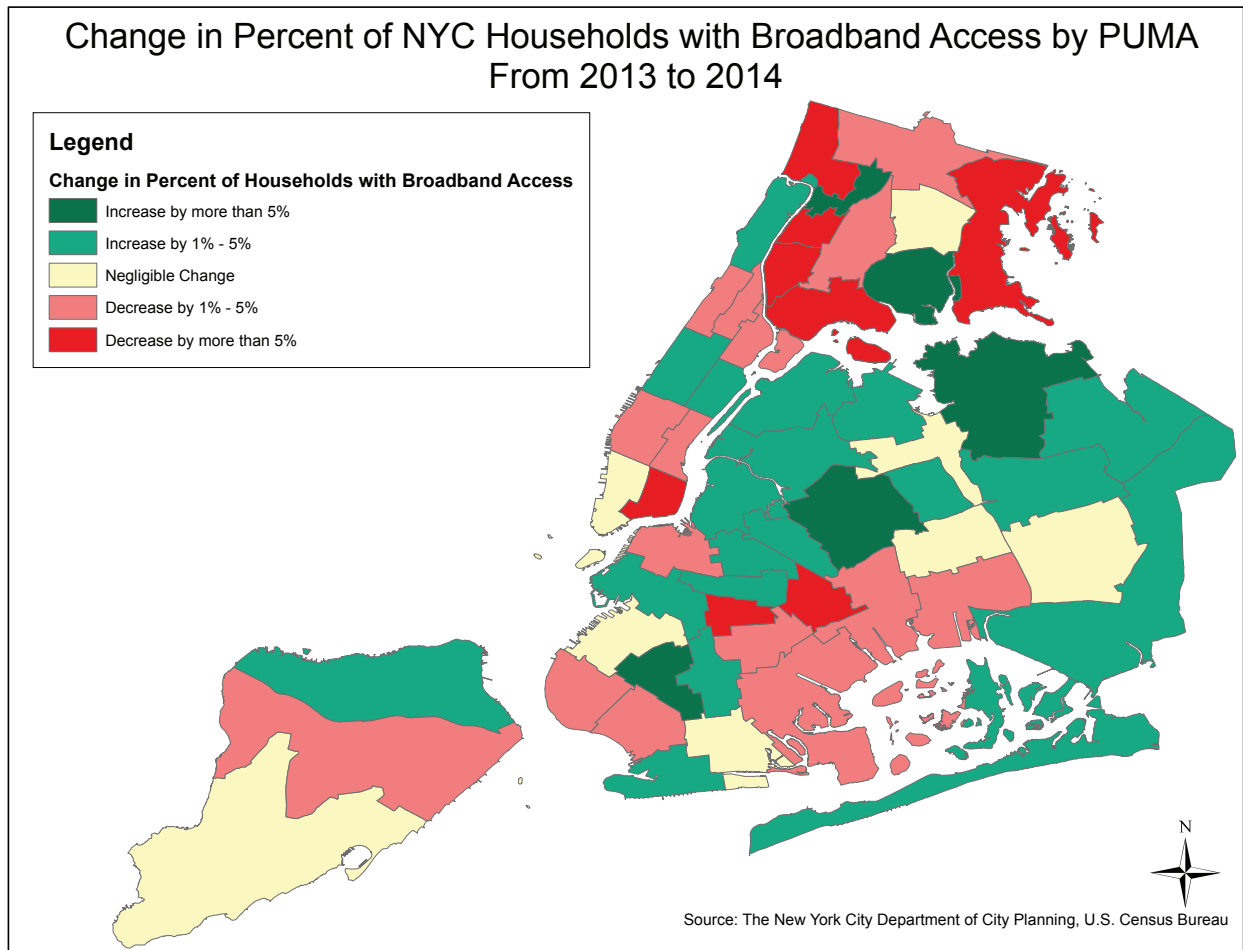 Change in Percent of NYC Households with Broadband Access by PUMA
From 2013 to 2014
Legend
Change in Percent of Households with Broadband Access
Increase by more than 5%
Increase by 1% - 5%
Negligible Change
Decrease by 1% - 5%
Decrease by more than 5%
N
Source: The New York City Department of City Planning, U.S. Census Bureau